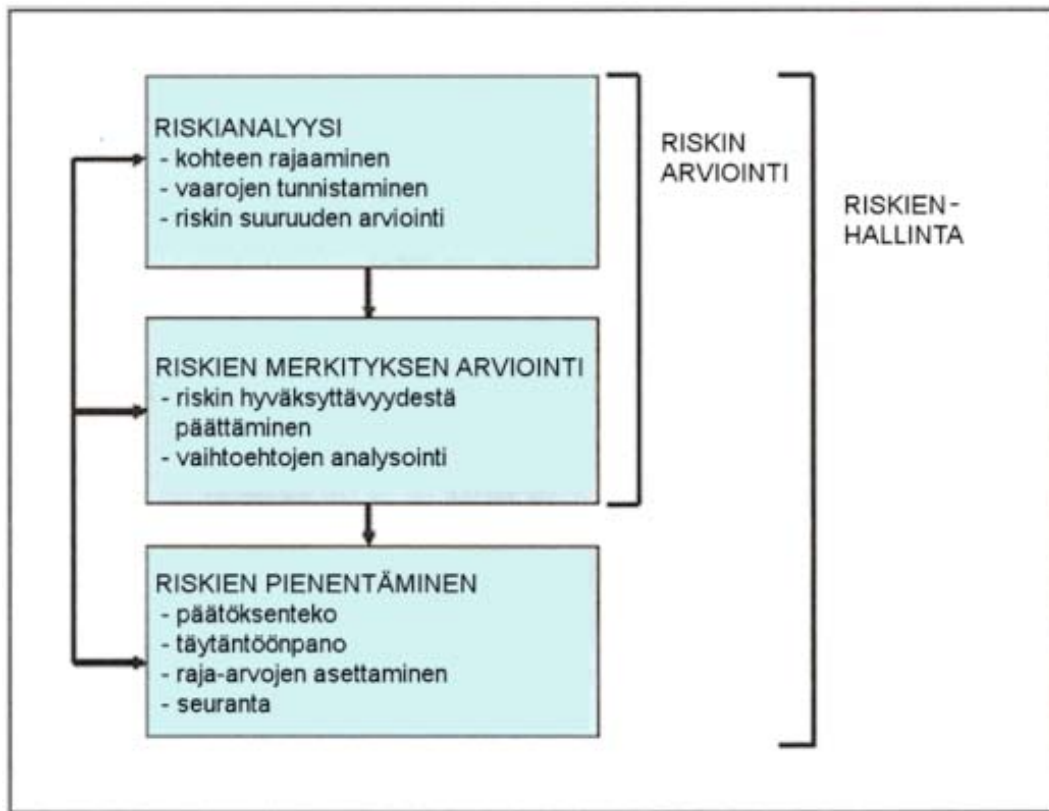 RISKIANALYYSI
- kohteen rajaaminen
- vaarojen tunnistaminen
- riskin suuruuden arviointi
RISKIEN MERKITYKSEN ARVIOINTI
- riskin hyväksyttävyydestä
päättäminen
- vaihtoehtojen analysointi
RISKIEN PIENENTÄMINEN
- päätöksenteko
- täytäntöönpano
- raja-arvojen asettaminen
- seuranta
RISKIN
ARVIOINTI
RISKIEN-
HALLINTA